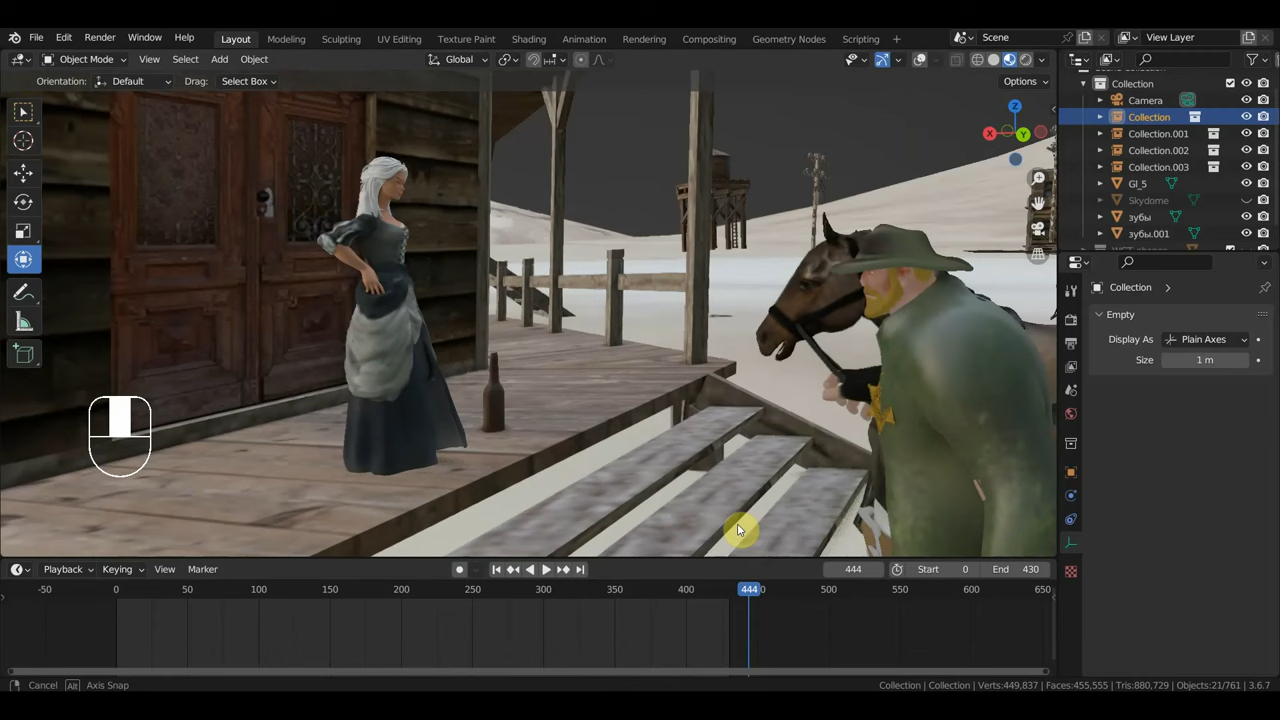 File Edit Render Window Help Layout Modeling Sculpting UV Editing Texture Paint Shading Animation Rendering Compositing Geometry Nodes Scripting + Scene View Layer
Object Mode View Select Add Object Global
Orientation: Default Drag: Select Box Options
Z
X
Y
Collection
Camera
Collection
Collection.001
Collection.002
Collection.003
Gl_5
Skydome
зубы
зубы.001
Collection
Empty
Display As Plain Axes
Size 1 m
Playback Keying View Marker 444 Start 0 End 430
-50 0 50 100 150 200 250 300 350 400 444 500 550 600 650
Cancel Alt Axis Snap Collection | Collection | Verts:449,837 | Faces:455,555 | Tris:880,729 | Objects:21/761 | 3.6.7